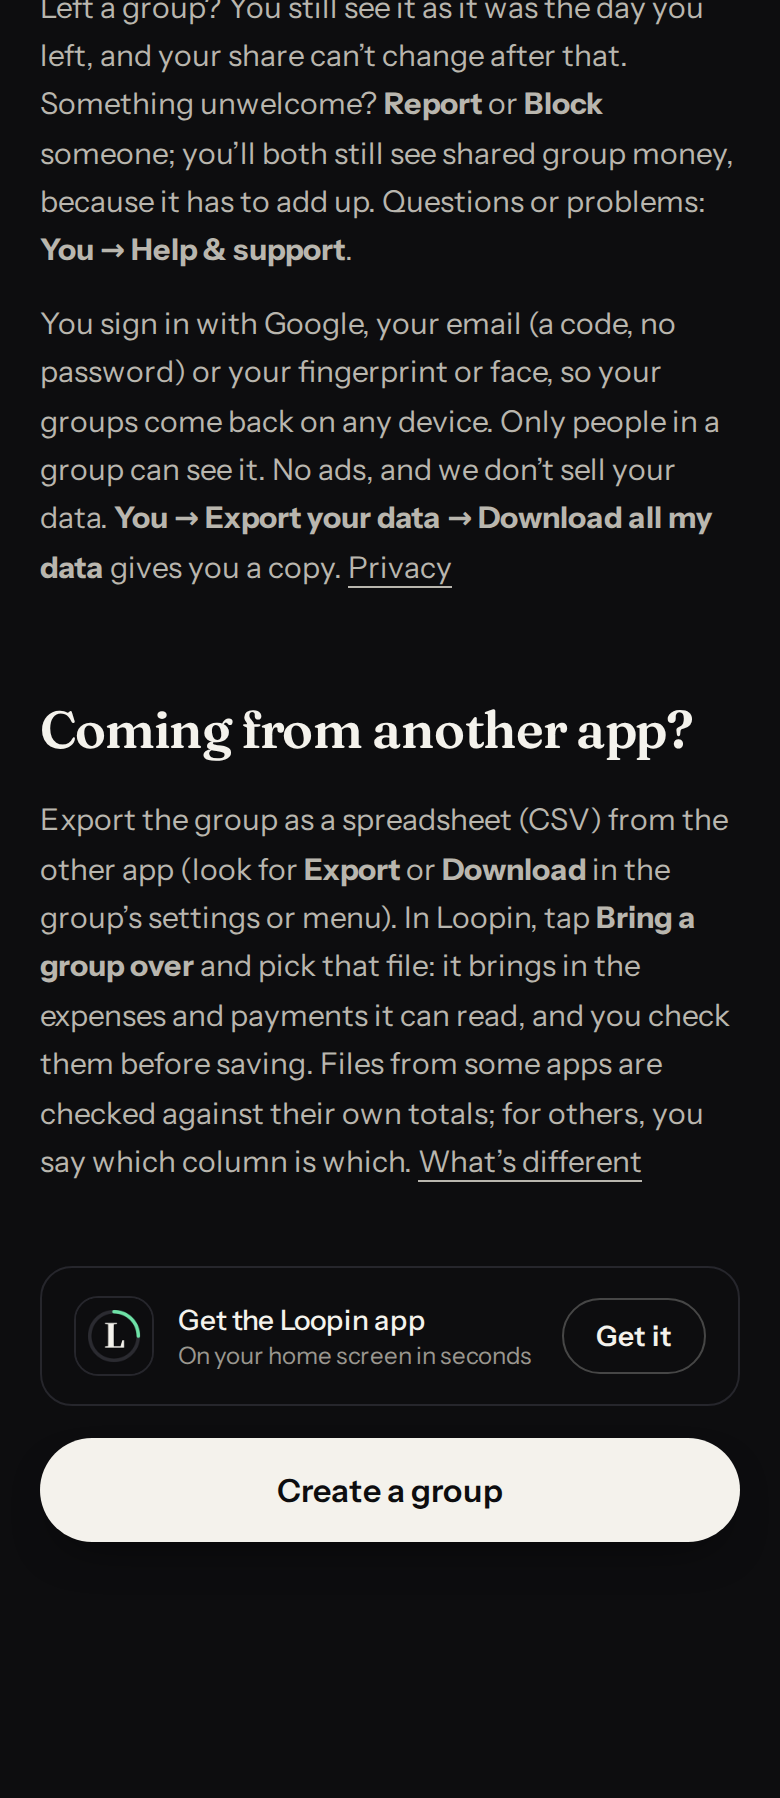 Left a group? You still see it as it was the day you
left, and your share can’t change after that.
Something unwelcome? Report or Block
someone; you’ll both still see shared group money,
because it has to add up. Questions or problems:
You → Help & support.
You sign in with Google, your email (a code, no
password) or your fingerprint or face, so your
groups come back on any device. Only people in a
group can see it. No ads, and we don’t sell your
data. You → Export your data → Download all my
data gives you a copy. Privacy
Coming from another app?
Export the group as a spreadsheet (CSV) from the
other app (look for Export or Download in the
group’s settings or menu). In Loopin, tap Bring a
group over and pick that file: it brings in the
expenses and payments it can read, and you check
them before saving. Files from some apps are
checked against their own totals; for others, you
say which column is which. What’s different
L
Get the Loopin app
On your home screen in seconds
Get it
Create a group